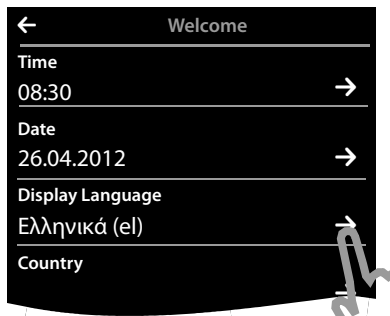 Welcome
Time
08:30
Date
26.04.2012
Display Language
Ελληνικά (el)
Country